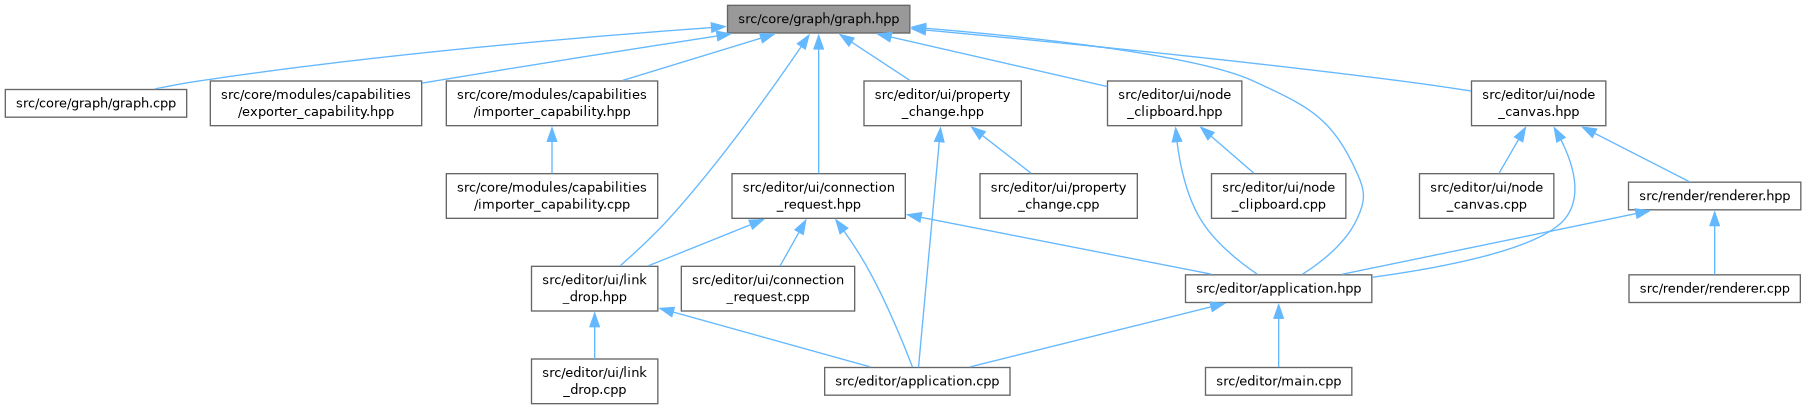 src/core/graph/graph.hpp
src/core/graph/graph.cpp
src/core/modules/capabilities
/exporter_capability.hpp
src/core/modules/capabilities
/importer_capability.hpp
src/editor/ui/property
_change.hpp
src/editor/ui/node
_clipboard.hpp
src/editor/ui/node
_canvas.hpp
src/core/modules/capabilities
/importer_capability.cpp
src/editor/ui/connection
_request.hpp
src/editor/ui/property
_change.cpp
src/editor/ui/node
_clipboard.cpp
src/editor/ui/node
_canvas.cpp
src/render/renderer.hpp
src/editor/ui/link
_drop.hpp
src/editor/ui/connection
_request.cpp
src/editor/application.hpp
src/render/renderer.cpp
src/editor/ui/link
_drop.cpp
src/editor/application.cpp
src/editor/main.cpp